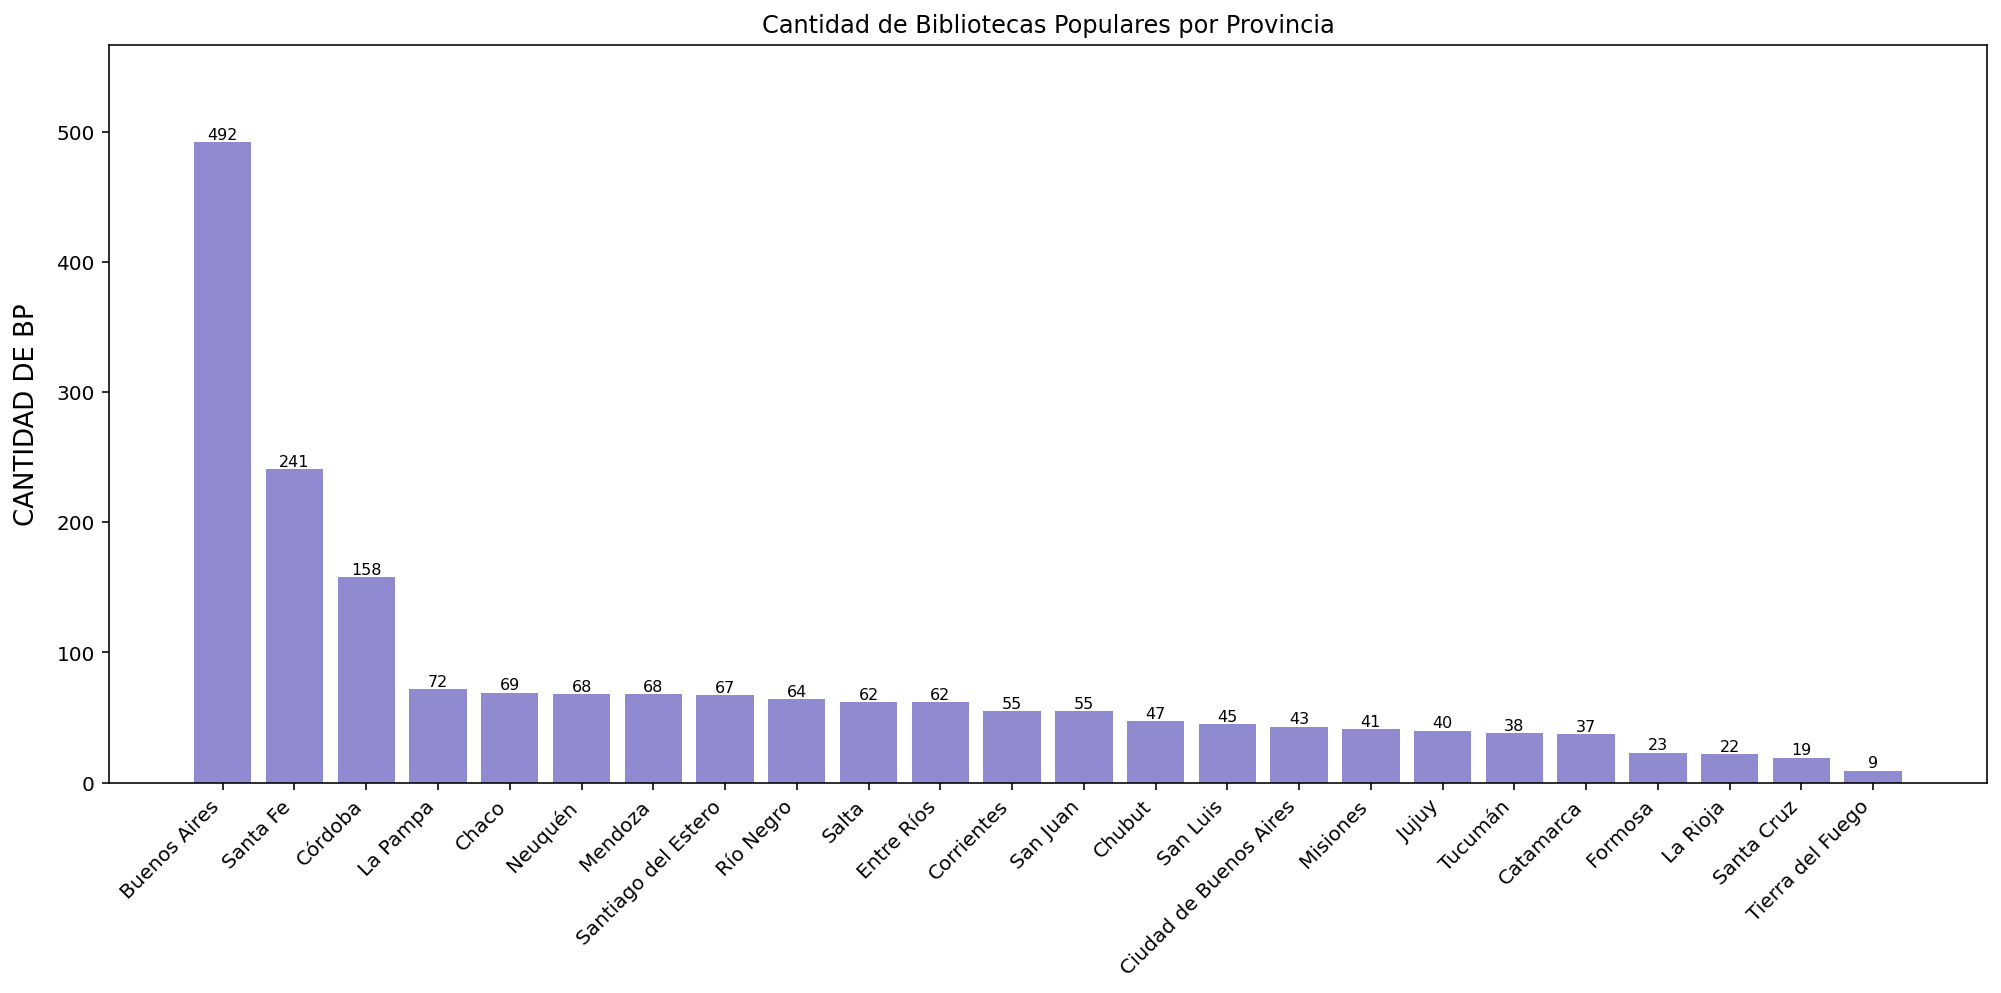 Cantidad de Bibliotecas Populares por Provincia
CANTIDAD DE BP
500
400
300
200
100
0
492
241
158
72
69
68
68
67
64
62
62
55
55
47
45
43
41
40
38
37
23
22
19
9
Buenos Aires
Santa Fe
Córdoba
La Pampa
Chaco
Neuquén
Mendoza
Santiago del Estero
Río Negro
Salta
Entre Ríos
Corrientes
San Juan
Chubut
San Luis
Ciudad de Buenos Aires
Misiones
Jujuy
Tucumán
Catamarca
Formosa
La Rioja
Santa Cruz
Tierra del Fuego